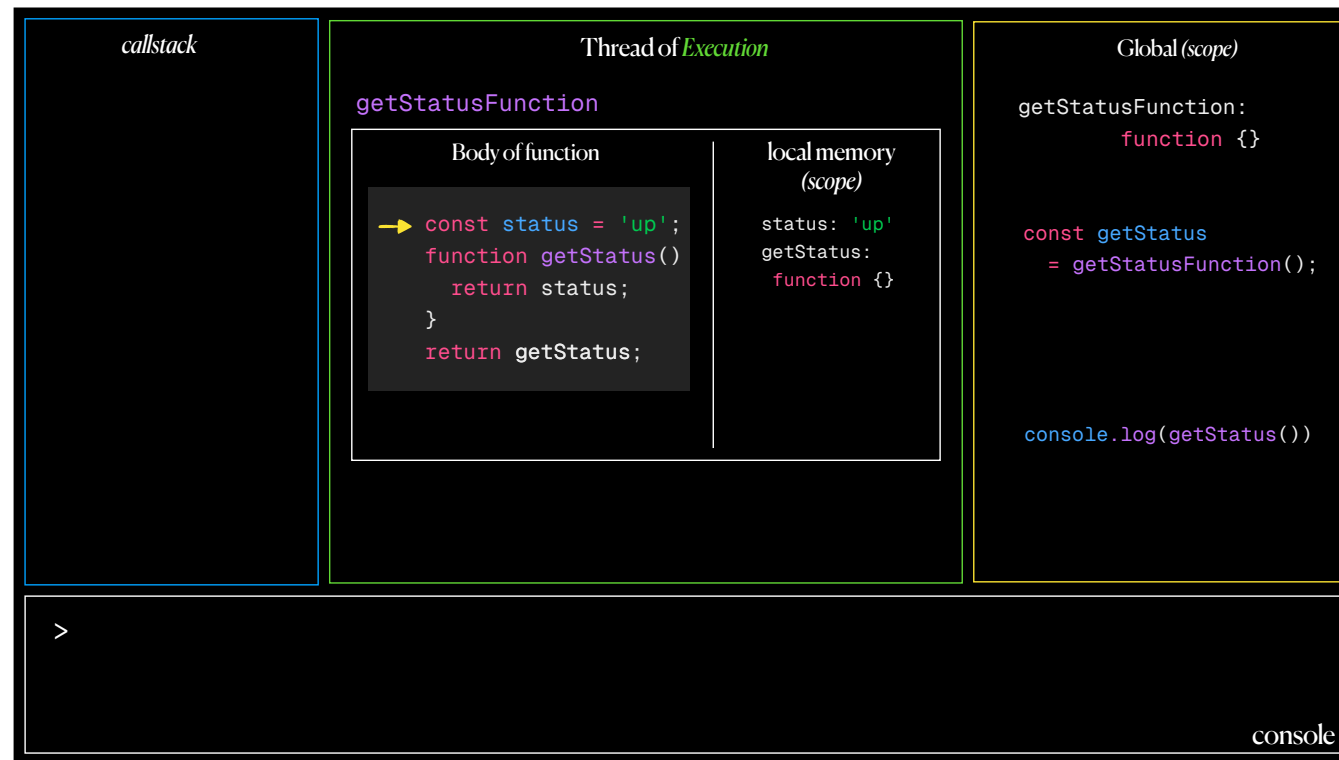 callstack
Thread of Execution
getStatusFunction
Body of function
const status = 'up';
function getStatus()
return status;
}
return getStatus;
local memory
(scope)
status: 'up'
getStatus:
function {}
Global (scope)
getStatusFunction:
function {}
const getStatus
= getStatusFunction();
console.log(getStatus())
>
console